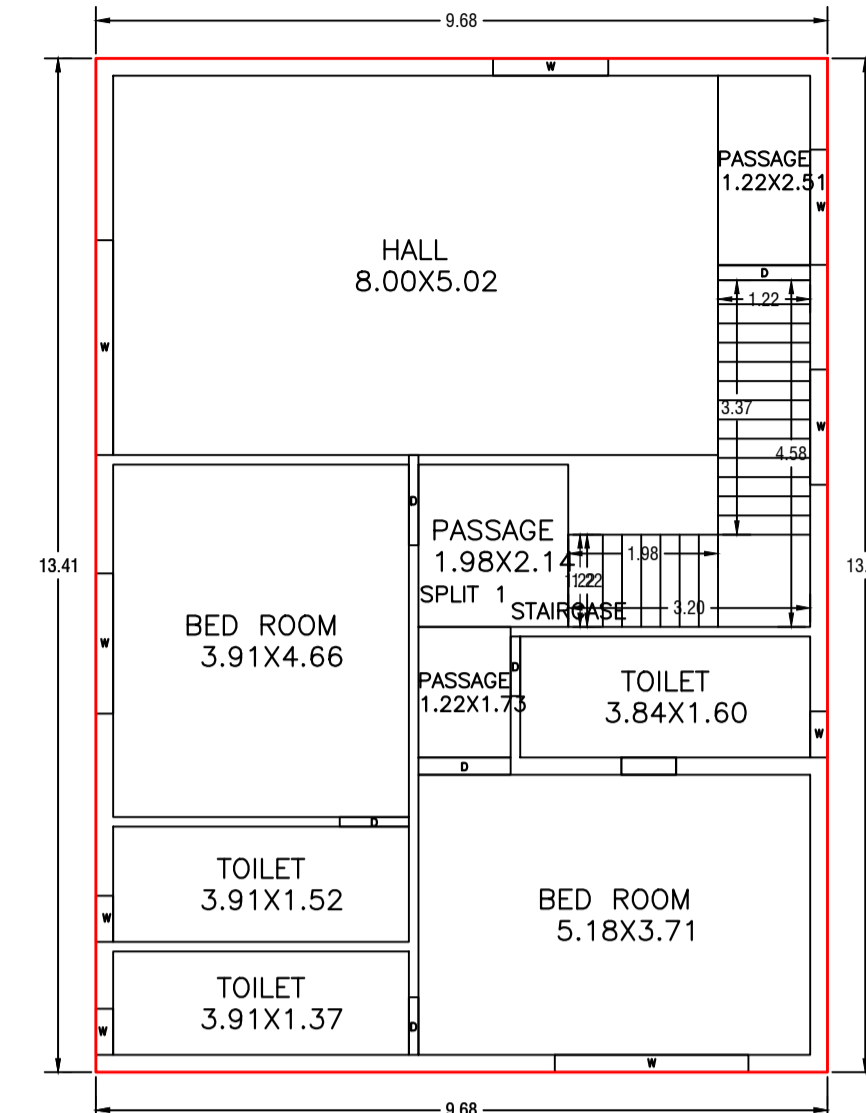 9.68
W
PASSAGE
1.22X2.51
W
HALL
8.00X5.02
D
1.22
W
3.37
W
4.58
D
PASSAGE
1.98X2.14
1.98
13.41
13.
SPLIT 1
1.22
STAIRCASE
3.20
BED ROOM
3.91X4.66
W
D
PASSAGE
1.22X1.73
TOILET
3.84X1.60
W
D
D
TOILET
3.91X1.52
W
BED ROOM
5.18X3.71
TOILET
3.91X1.37
W
D
W
9.68